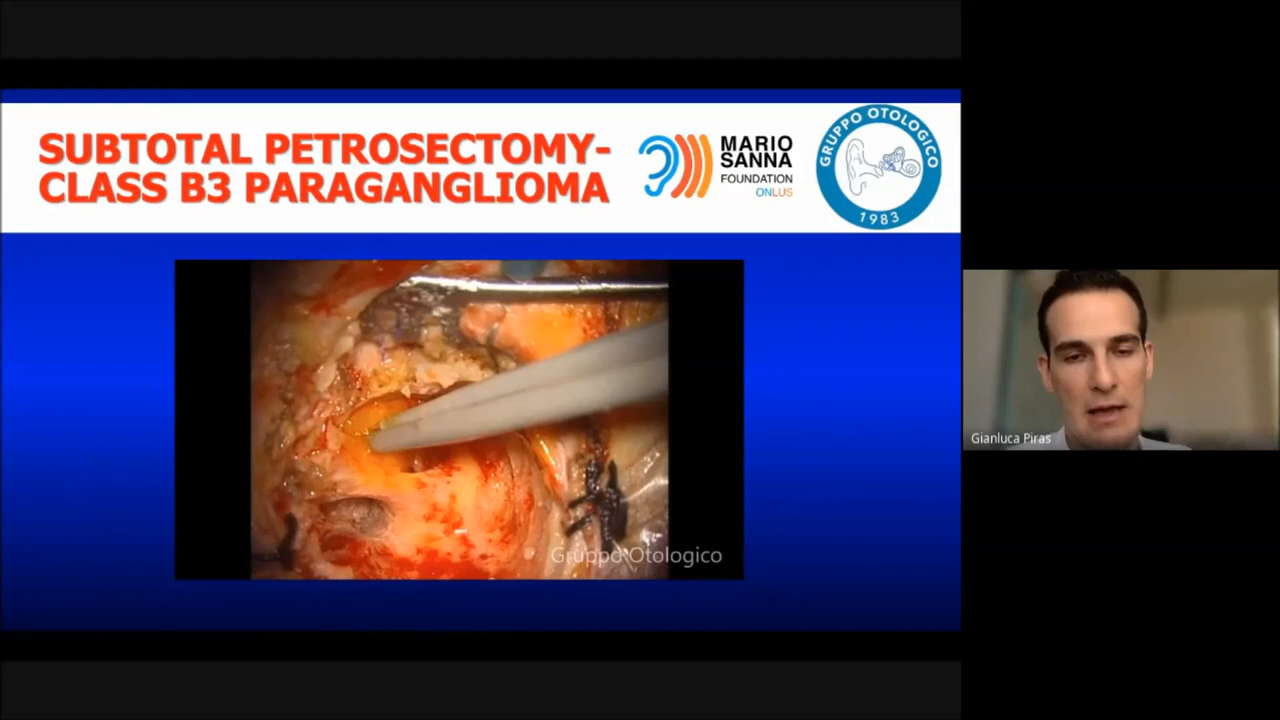 SUBTOTAL PETROSECTOMY-
CLASS B3 PARAGANGLIOMA
MARIO
SANNA
FOUNDATION
ONLUS
GRUPPO OTOLOGICO
1983
Gruppo Otologico
Gianluca Piras